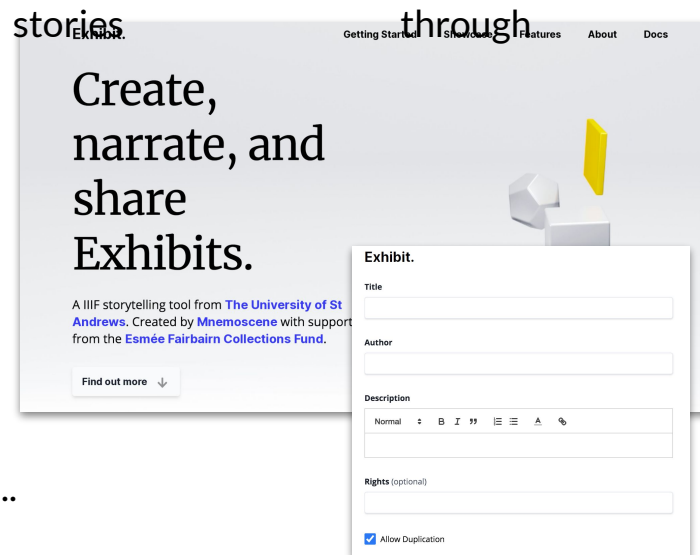 stories through
Exhibit.
Getting Started Showcase Features About Docs
Create,
narrate, and
share
Exhibits.
A IIIF storytelling tool from The University of St
Andrews. Created by Mnemoscene with support
from the Esmée Fairbairn Collections Fund.
Find out more
..
Exhibit.
Title
Author
Description
Normal B I A
Rights (optional)
Allow Duplication